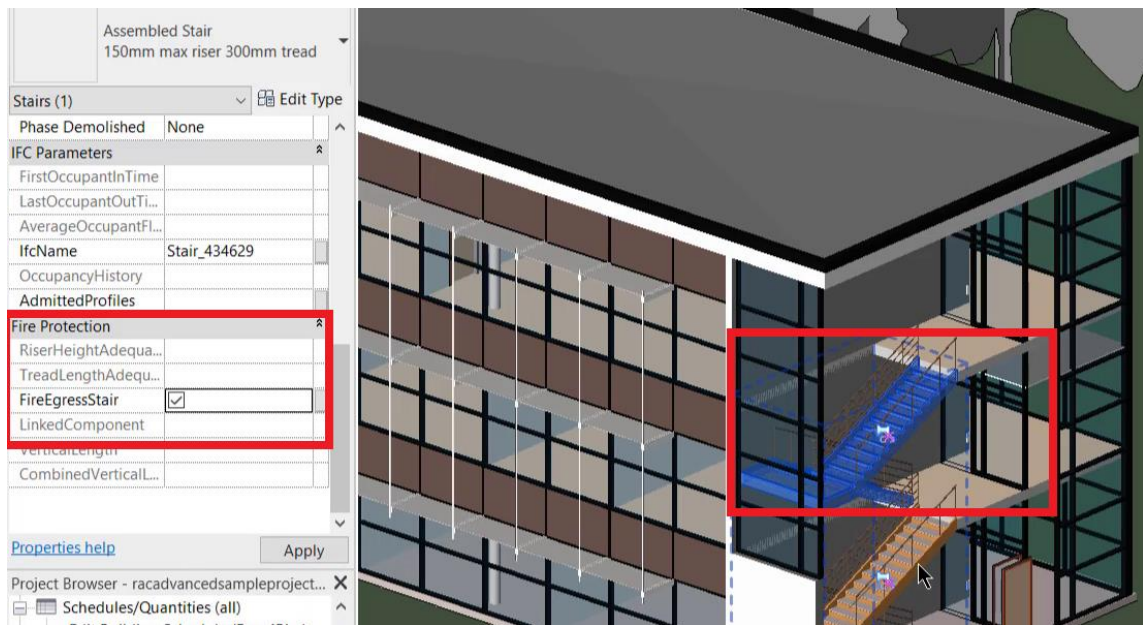 Assembled Stair
150mm max riser 300mm tread
Stairs (1)
Edit Type
Phase Demolished None
IFC Parameters
FirstOccupantInTime
LastOccupantOutTi...
AverageOccupantFl...
IfcName Stair_434629
OccupancyHistory
AdmittedProfiles
Fire Protection
RiserHeightAdequa...
TreadLengthAdequ...
FireEgressStair
LinkedComponent
VerticalLength
CombinedVerticalL...
Properties help
Apply
Project Browser - racadvancedsampleproject...
Schedules/Quantities (all)